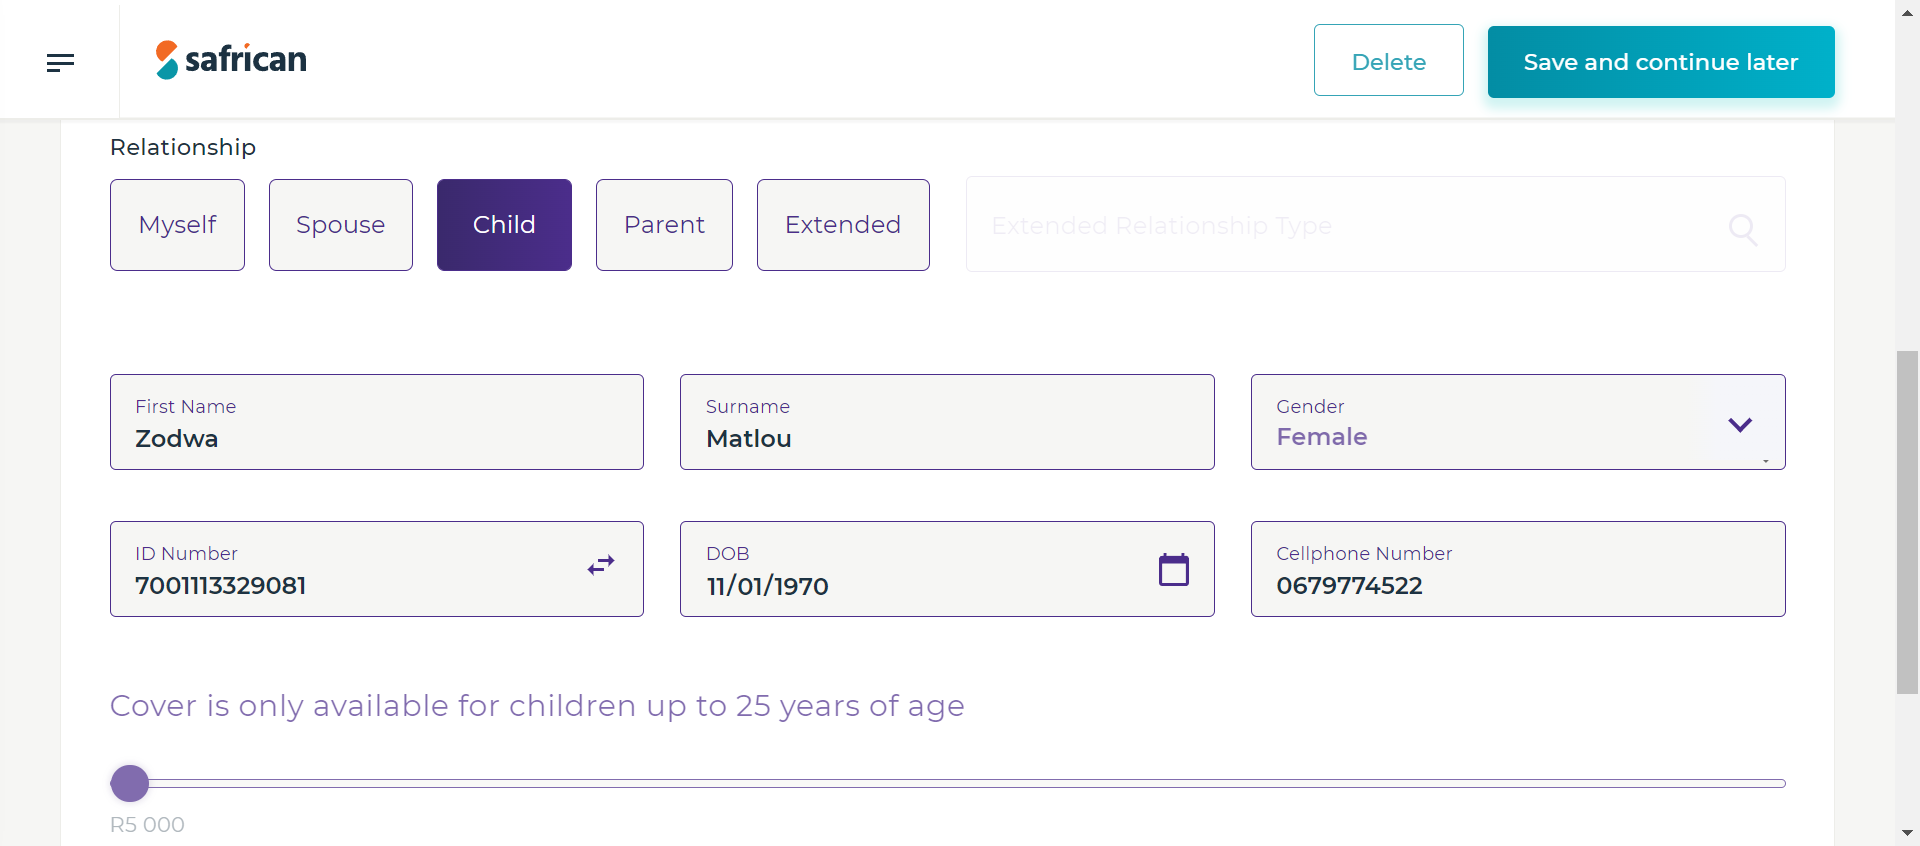 safrican
Delete
Save and continue later
Relationship
Myself
Spouse
Child
Parent
Extended
Extended Relationship Type
First Name
Zodwa
Surname
Matlou
Gender
Female
ID Number
7001113329081
DOB
11/01/1970
Cellphone Number
0679774522
Cover is only available for children up to 25 years of age
R5 000